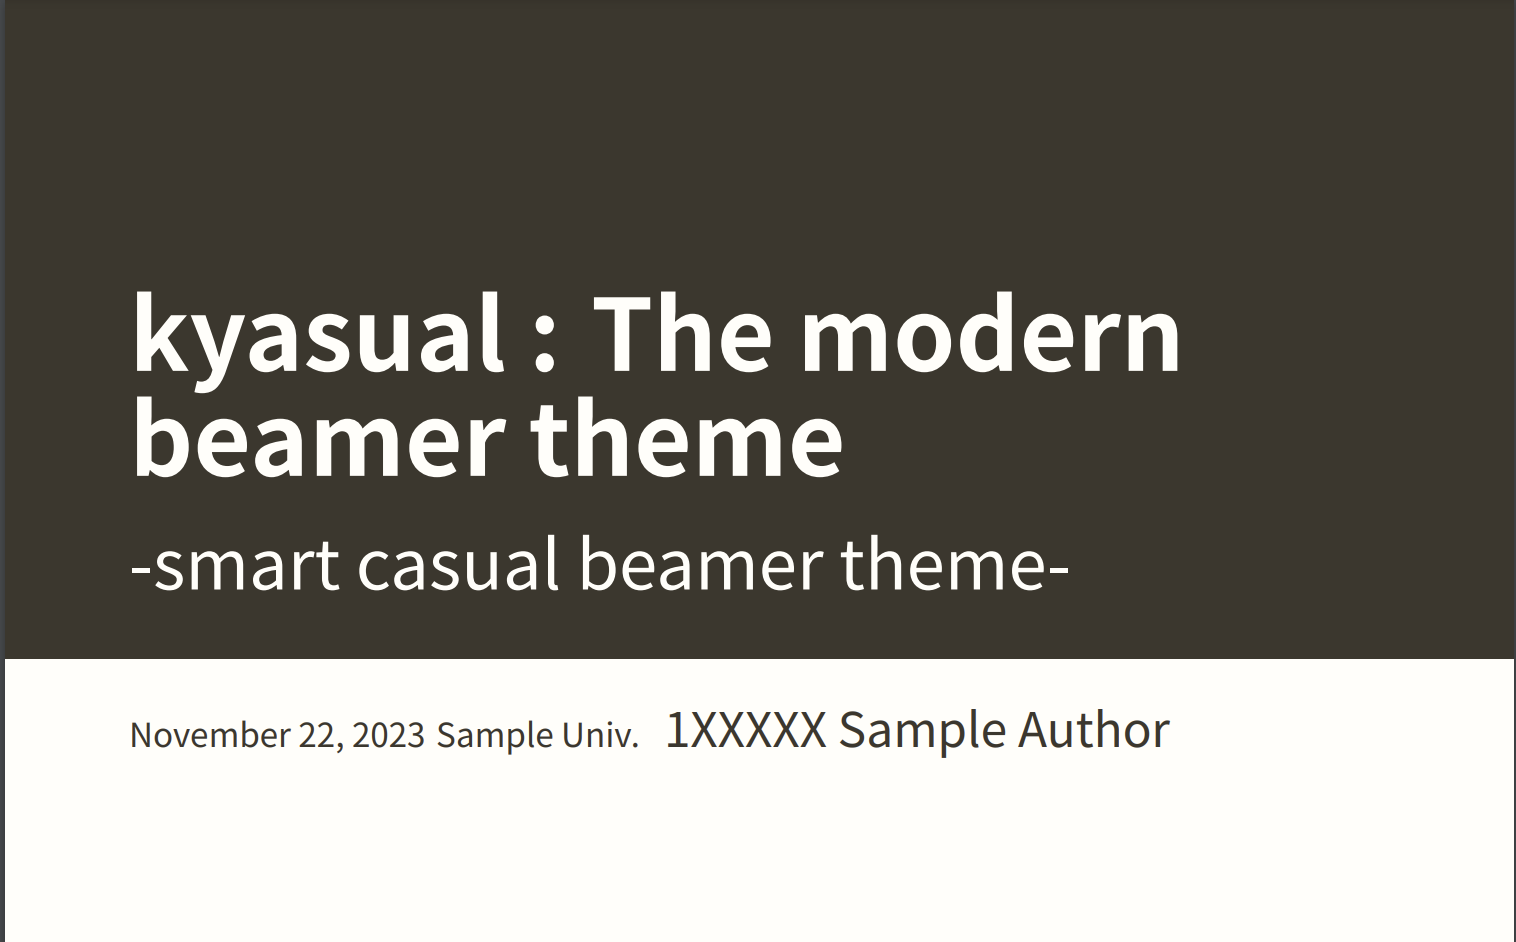 kyasual : The modern
beamer theme
-smart casual beamer theme-
November 22, 2023 Sample Univ. 1XXXXX Sample Author